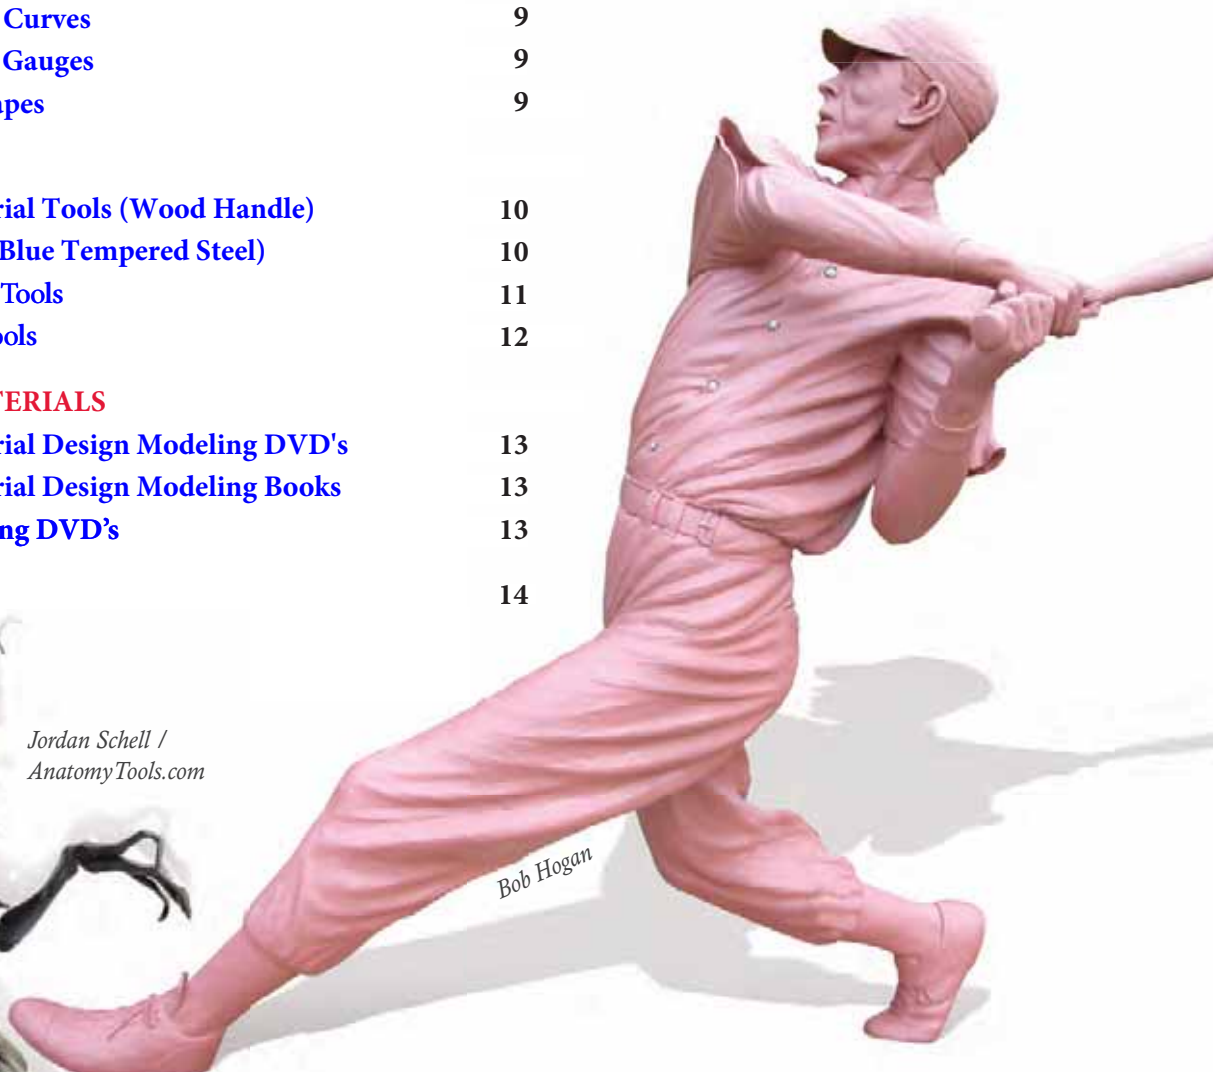 Curves 9
Gauges 9
apes 9
rial Tools (Wood Handle) 10
Blue Tempered Steel) 10
Tools 11
ools 12
TERIALS
rial Design Modeling DVD's 13
rial Design Modeling Books 13
ng DVD’s 13
14
Jordan Schell /
AnatomyTools.com
Bob Hogan